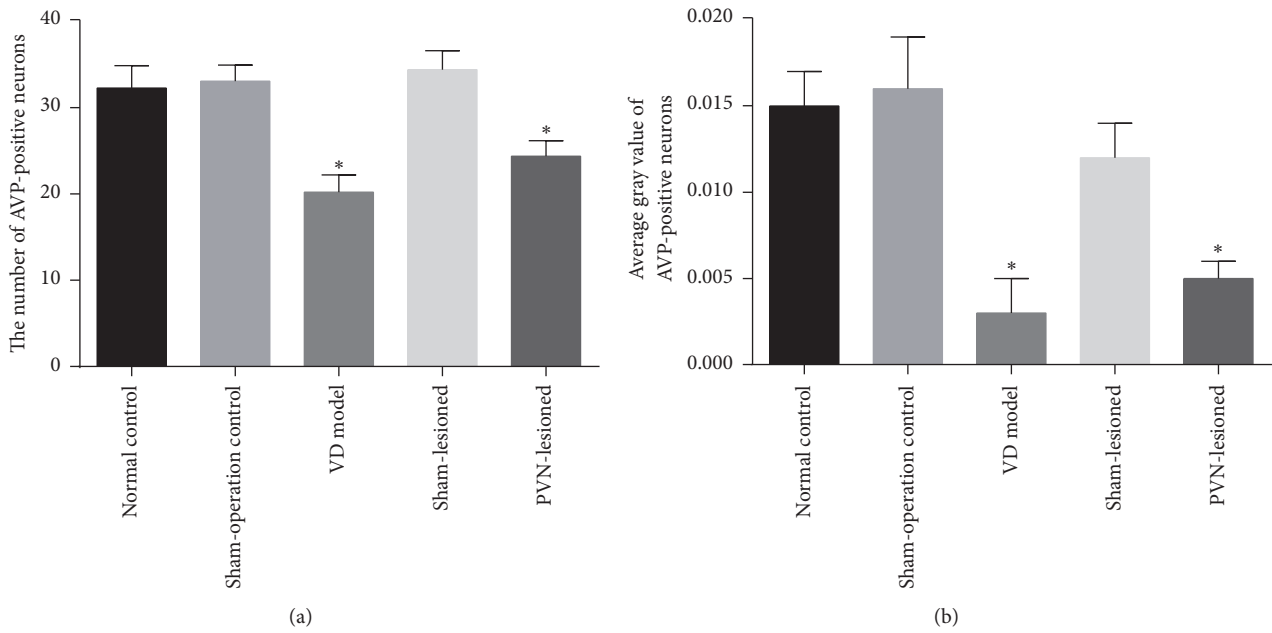 The number of AVP-positive neurons
40
30
20
10
0
*
*
Normal control
Sham-operation control
VD model
Sham-lesioned
PVN-lesioned
(a)
Average gray value of
AVP-positive neurons
0.020
0.015
0.010
0.005
0.000
*
*
Normal control
Sham-operation control
VD model
Sham-lesioned
PVN-lesioned
(b)